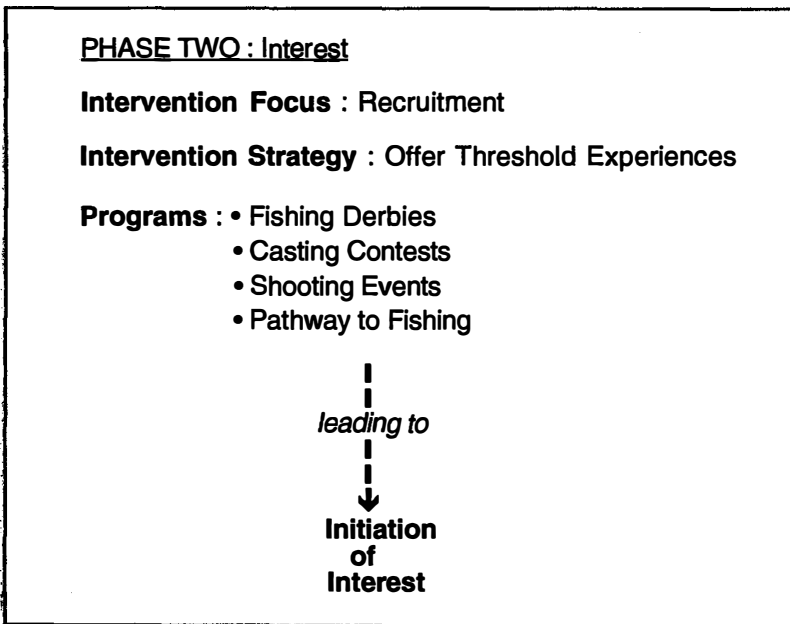 PHASE TWO : Interest
Intervention Focus : Recruitment
Intervention Strategy : Offer Threshold Experiences
Programs : • Fishing Derbies
• Casting Contests
• Shooting Events
• Pathway to Fishing
leading to
Initiation
of
Interest